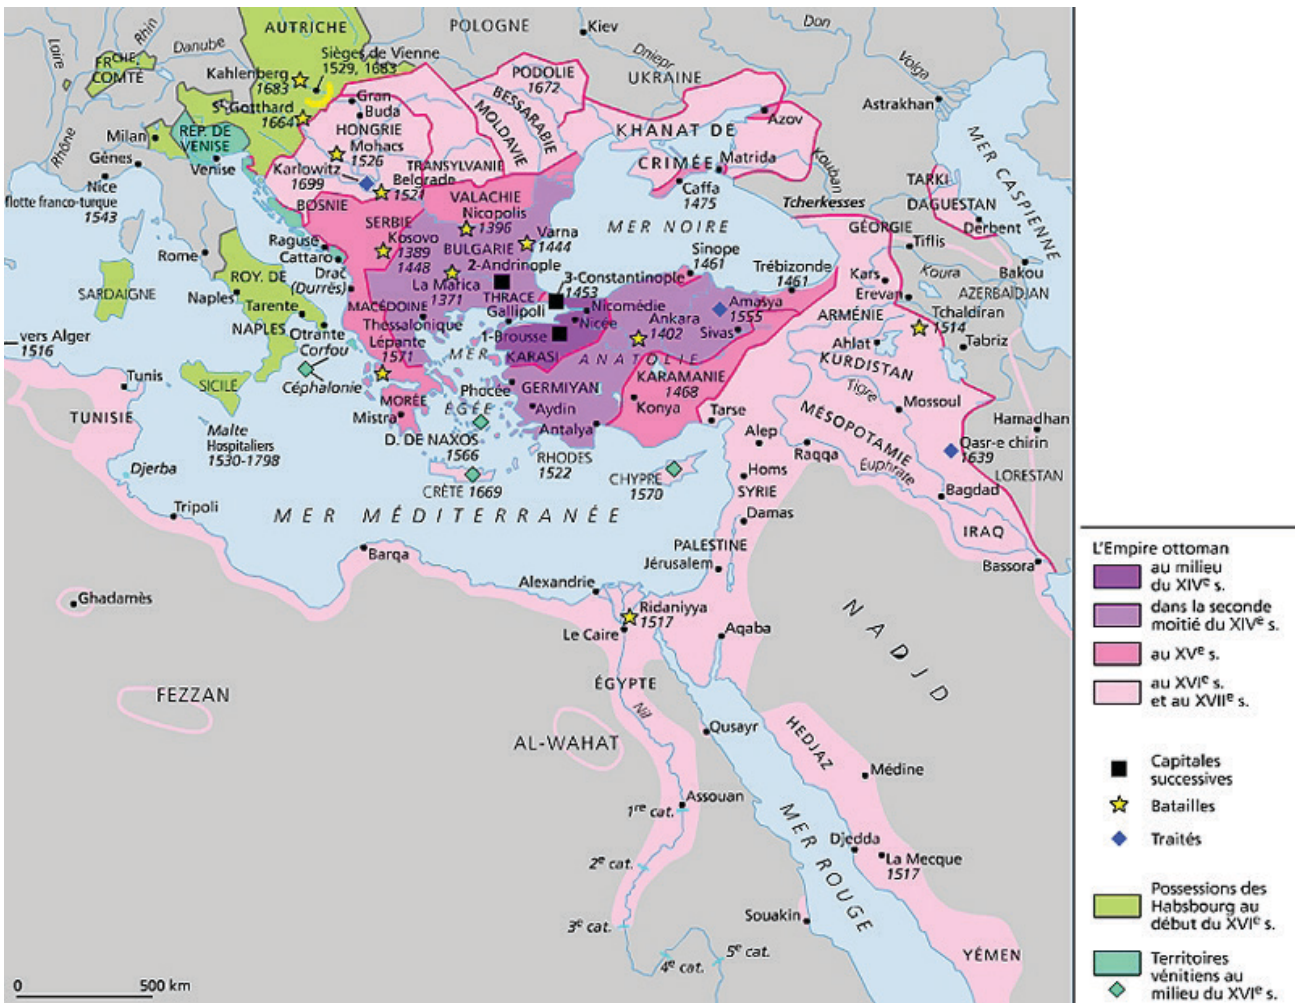 AUTRICHE
POLOGNE
Kiev
Don
Loire
Rhin
Danube
Sièges de Vienne
1529, 1683
Dniepr
UKRAINE
Volga
FRCHE-
COMTÉ
Kahlenberg
1683
PODOLIE
1672
Astrakhan
St Gotthard
1664
Gran
Buda
BESSARABIE
MOLDAVIE
Azov
Rhône
Milan
RÉP. DE
VENISE
HONGRIE
Mohacs
1526
KHANAT DE
CRIMÉE
Matrida
Kouban
MER CASPIENNE
Gênes
Venise
Karlowitz
1699
TRANSYLVANIE
Caffa
1475
TARKI
Nice
flotte franco-turque
1543
Belgrade
1521
BOSNIE
VALACHIE
Nicopolis
1396
Tcherkesses
DAGUESTAN
Derbent
SERBIE
MER NOIRE
GÉORGIE
Raguse
Cattaro
Kosovo
1389
1448
BULGARIE
Varna
1444
Sinope
1461
Tiflis
Rome
ROY. DE
NAPLES
Drač
(Durrës)
2-Andrinople
3-Constantinople
1453
Trébizonde
1461
Kars
Koura
Bakou
SARDAIGNE
Naples
Tarente
La Marica
1371
THRACE
Gallipoli
Nicomédie
Nicée
Amasya
1555
Erevan
AZERBAÏDJAN
MACÉDOINE
Thessalonique
Ankara
1402
Sivas
ARMÉNIE
Tchaldiran
1514
vers Alger
1516
Otrante
Corfou
Lépante
1571
MER
ÉGÉE
1-Brousse
KARASI
ANATOLIE
Ahlat
Tabriz
Tunis
Céphalonie
Phocée
GERMIYAN
KARAMANIE
1468
KURDISTAN
Tigre
SICILE
TUNISIE
MORÉE
Mistra
Aydin
Konya
Tarse
Mossoul
Hamadhan
Malte
Hospitaliers
1530-1798
D. DE NAXOS
1566
Antalya
Alep
MÉSOPOTAMIE
Qasr-e chirin
1639
Djerba
RHODES
1522
Raqqa
Euphrate
CRÈTE 1669
CHYPRE
1570
Homs
SYRIE
Bagdad
LORESTAN
Tripoli
MER MÉDITERRANÉE
Damas
IRAQ
Barqa
PALESTINE
Jérusalem
Bassora
Alexandrie
Ghadamès
Ridaniyya
1517
NADJD
Le Caire
Aqaba
FEZZAN
ÉGYPTE
Nil
AL-WAHAT
Qusayr
HEDJAZ
Médine
Assouan
1re cat.
MER ROUGE
2e cat.
Djedda
La Mecque
1517
3e cat.
Souakin
4e cat.
5e cat.
YÉMEN
0
500 km
L'Empire ottoman
au milieu
du XIVe s.
dans la seconde
moitié du XIVe s.
au XVe s.
au XVIe s.
et au XVIIe s.
Capitales
successives
Batailles
Traités
Possessions des
Habsbourg au
début du XVIe s.
Territoires
vénitiens au
milieu du XVIe s.